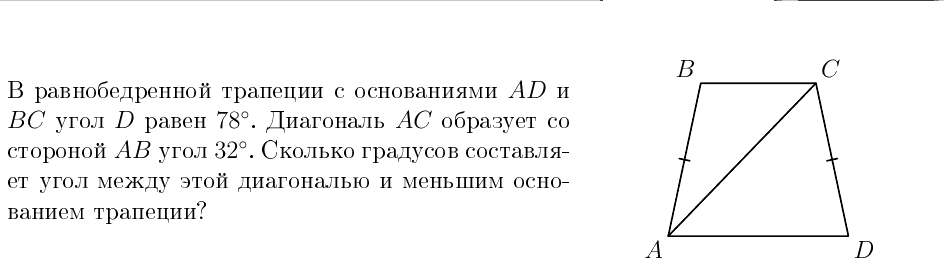 В равнобедренной трапеции с основаниями AD и
BC угол D равен 78°. Диагональ AC образует со
стороной AB угол 32°. Сколько градусов составля-
ет угол между этой диагональю и меньшим осно-
ванием трапеции?
B C
A D